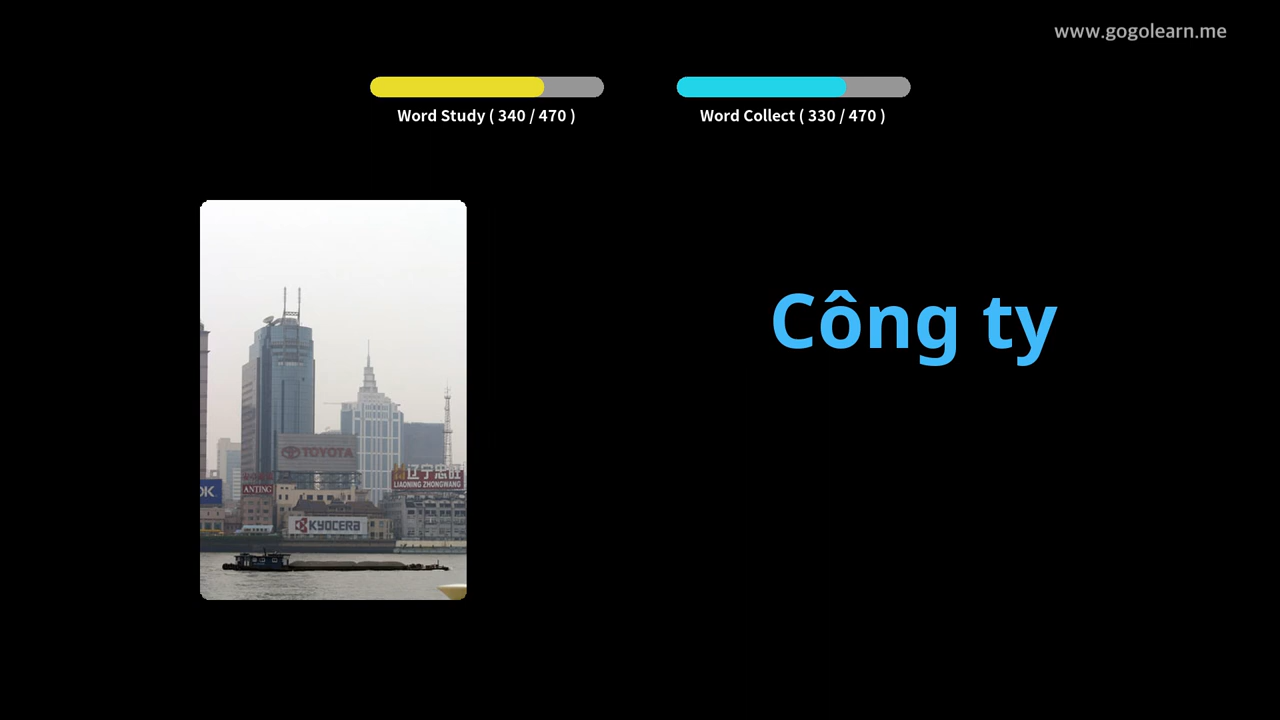 www.gogolearn.me
Word Study ( 340 / 470 )
Word Collect ( 330 / 470 )
Công ty
TOYOTA
辽宁忠旺
LIAONING ZHONGWANG
ANTING
OK
KYOCERA